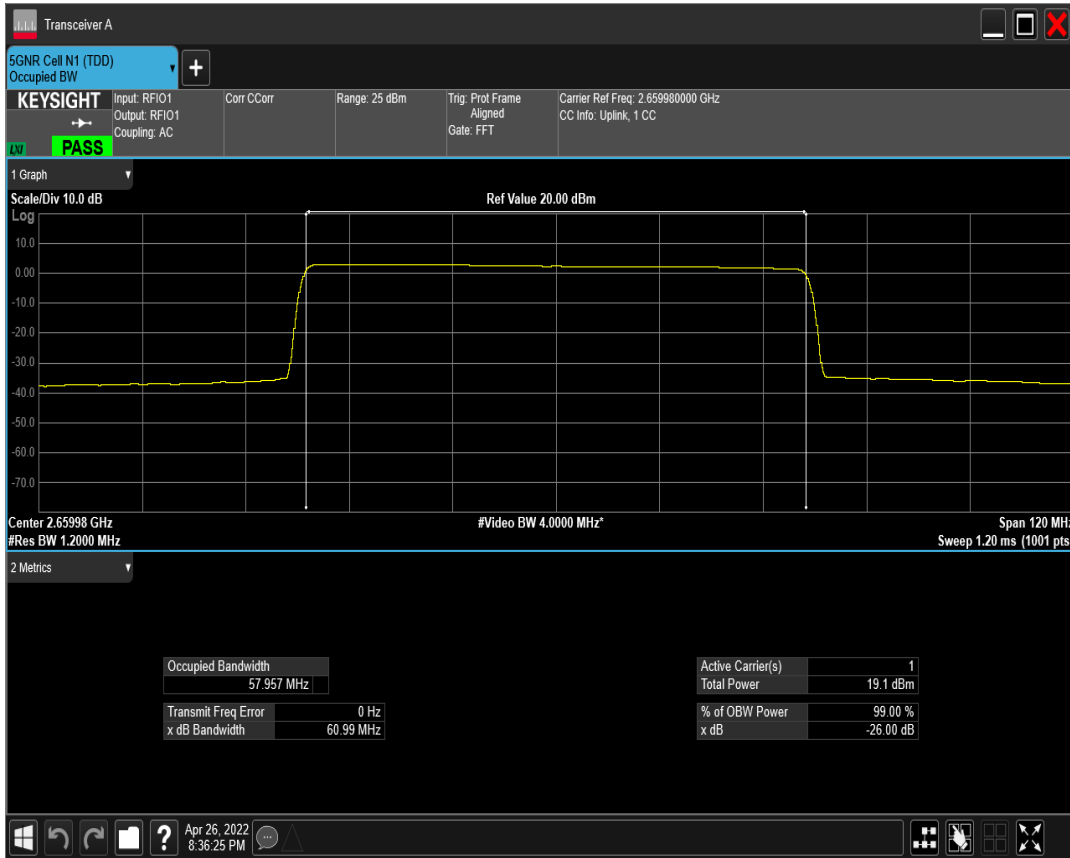 Transceiver A
5GNR Cell N1 (TDD)
Occupied BW
KEYSIGHT
Input: RFIO1
Output: RFIO1
Coupling: AC
Corr CCorr
Range: 25 dBm
Trig: Prot Frame
Aligned
Gate: FFT
Carrier Ref Freq: 2.659980000 GHz
CC Info: Uplink, 1 CC
LXI
PASS
1 Graph
Scale/Div 10.0 dB
Ref Value 20.00 dBm
Log
10.0
0.00
-10.0
-20.0
-30.0
-40.0
-50.0
-60.0
-70.0
Center 2.65998 GHz
#Video BW 4.0000 MHz*
Span 120 MHz
#Res BW 1.2000 MHz
Sweep 1.20 ms (1001 pts
2 Metrics
Occupied Bandwidth
57.957 MHz
Transmit Freq Error 0 Hz
x dB Bandwidth 60.99 MHz
Active Carrier(s) 1
Total Power 19.1 dBm
% of OBW Power 99.00 %
x dB -26.00 dB
?
Apr 26, 2022
8:36:25 PM